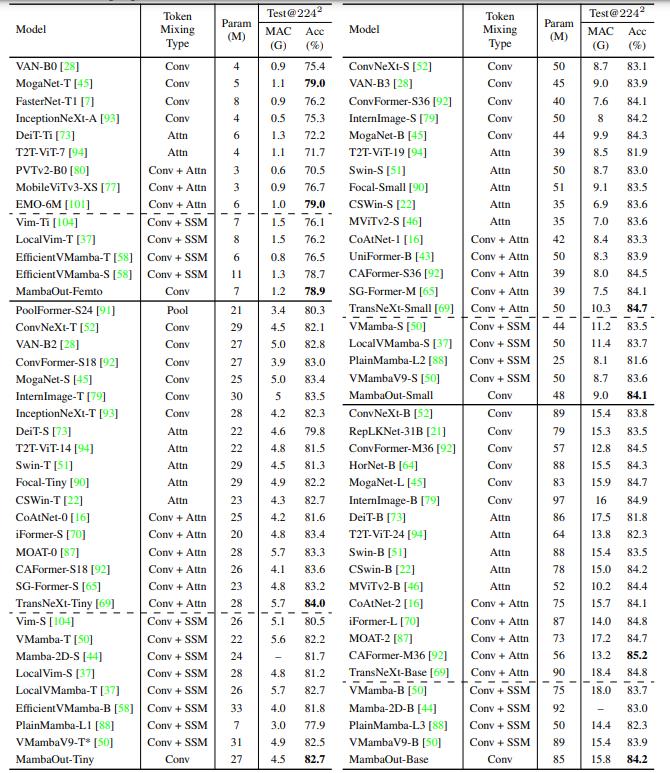 Model Token Mixing Type Param (M) Test@224² MAC (G) Acc (%)
VAN-B0 [28] Conv 4 0.9 75.4
MogaNet-T [45] Conv 5 1.1 79.0
FasterNet-T1 [7] Conv 8 0.9 76.2
InceptionNeXt-A [93] Conv 4 0.5 75.3
DeiT-Ti [73] Attn 6 1.3 72.2
T2T-ViT-7 [94] Attn 4 1.1 71.7
PVTv2-B0 [80] Conv + Attn 3 0.6 70.5
MobileViTv3-XS [77] Conv + Attn 3 0.9 76.7
EMO-6M [101] Conv + Attn 6 1.0 79.0
Vim-Ti [104] Conv + SSM 7 1.5 76.1
LocalVim-T [37] Conv + SSM 8 1.5 76.2
EfficientVMamba-T [58] Conv + SSM 6 0.8 76.5
EfficientVMamba-S [58] Conv + SSM 11 1.3 78.7
MambaOut-Femto Conv 7 1.2 78.9
PoolFormer-S24 [91] Pool 21 3.4 80.3
ConvNeXt-T [52] Conv 29 4.5 82.1
VAN-B2 [28] Conv 27 5.0 82.8
ConvFormer-S18 [92] Conv 27 3.9 83.0
MogaNet-S [45] Conv 25 5.0 83.4
InternImage-T [79] Conv 30 5 83.5
InceptionNeXt-T [93] Conv 28 4.2 82.3
DeiT-S [73] Attn 22 4.6 79.8
T2T-ViT-14 [94] Attn 22 4.8 81.5
Swin-T [51] Attn 29 4.5 81.3
Focal-Tiny [90] Attn 29 4.9 82.2
CSWin-T [22] Attn 23 4.3 82.7
CoAtNet-0 [16] Conv + Attn 25 4.2 81.6
iFormer-S [70] Conv + Attn 20 4.8 83.4
MOAT-0 [87] Conv + Attn 28 5.7 83.3
CAFormer-S18 [92] Conv + Attn 26 4.1 83.6
SG-Former-S [65] Conv + Attn 23 4.8 83.2
TransNeXt-Tiny [69] Conv + Attn 28 5.7 84.0
Vim-S [104] Conv + SSM 26 5.1 80.5
VMamba-T [50] Conv + SSM 22 5.6 82.2
Mamba-2D-S [44] Conv + SSM 24 – 81.7
LocalVim-S [37] Conv + SSM 28 4.8 81.2
LocalVMamba-T [37] Conv + SSM 26 5.7 82.7
EfficientVMamba-B [58] Conv + SSM 33 4.0 81.8
PlainMamba-L1 [88] Conv + SSM 7 3.0 77.9
VMambaV9-T* [50] Conv + SSM 31 4.9 82.5
MambaOut-Tiny Conv 27 4.5 82.7
Model Token Mixing Type Param (M) Test@224² MAC (G) Acc (%)
ConvNeXt-S [52] Conv 50 8.7 83.1
VAN-B3 [28] Conv 45 9.0 83.9
ConvFormer-S36 [92] Conv 40 7.6 84.1
InternImage-S [79] Conv 50 8 84.2
MogaNet-B [45] Conv 44 9.9 84.3
T2T-ViT-19 [94] Attn 39 8.5 81.9
Swin-S [51] Attn 50 8.7 83.0
Focal-Small [90] Attn 51 9.1 83.5
CSWin-S [22] Attn 35 6.9 83.6
MViTv2-S [46] Attn 35 7.0 83.6
CoAtNet-1 [16] Conv + Attn 42 8.4 83.3
UniFormer-B [43] Conv + Attn 50 8.3 83.9
CAFormer-S36 [92] Conv + Attn 39 8.0 84.5
SG-Former-M [65] Conv + Attn 39 7.5 84.1
TransNeXt-Small [69] Conv + Attn 50 10.3 84.7
VMamba-S [50] Conv + SSM 44 11.2 83.5
LocalVMamba-S [37] Conv + SSM 50 11.4 83.7
PlainMamba-L2 [88] Conv + SSM 25 8.1 81.6
VMambaV9-S [50] Conv + SSM 50 8.7 83.6
MambaOut-Small Conv 48 9.0 84.1
ConvNeXt-B [52] Conv 89 15.4 83.8
RepLKNet-31B [21] Conv 79 15.3 83.5
ConvFormer-M36 [92] Conv 57 12.8 84.5
HorNet-B [64] Conv 88 15.5 84.3
MogaNet-L [45] Conv 83 15.9 84.7
InternImage-B [79] Conv 97 16 84.9
DeiT-B [73] Attn 86 17.5 81.8
T2T-ViT-24 [94] Attn 64 13.8 82.3
Swin-B [51] Attn 88 15.4 83.5
CSWin-B [22] Attn 78 15.0 84.2
MViTv2-B [46] Attn 52 10.2 84.4
CoAtNet-2 [16] Conv + Attn 75 15.7 84.1
iFormer-L [70] Conv + Attn 87 14.0 84.8
MOAT-2 [87] Conv + Attn 73 17.2 84.7
CAFormer-M36 [92] Conv + Attn 56 13.2 85.2
TransNeXt-Base [69] Conv + Attn 90 18.4 84.8
VMamba-B [50] Conv + SSM 75 18.0 83.7
Mamba-2D-B [44] Conv + SSM 92 – 83.0
PlainMamba-L3 [88] Conv + SSM 50 14.4 82.3
VMambaV9-B [50] Conv + SSM 89 15.4 83.9
MambaOut-Base Conv 85 15.8 84.2